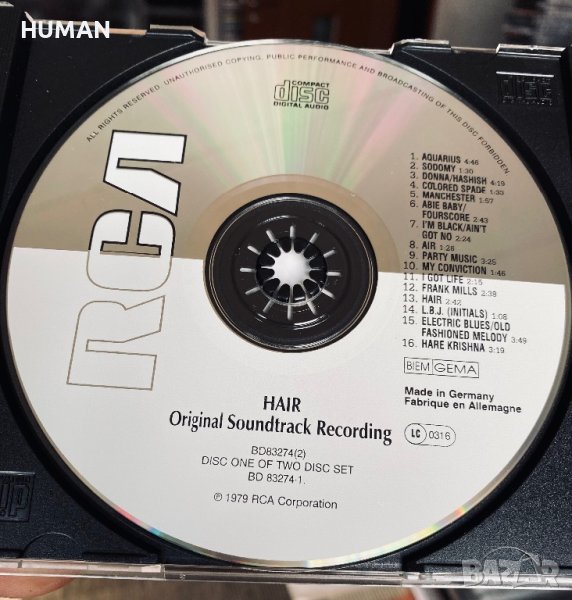 HUMAN
ALL RIGHTS RESERVED. UNAUTHORISED COPYING, PUBLIC PERFORMANCE AND BROADCASTING OF THIS DISC FORBIDDEN.
COMPACT
disc
DIGITAL AUDIO
RCA
1. AQUARIUS 4:46
2. SODOMY 1:30
3. DONNA/HASHISH 4:19
4. COLORED SPADE 1:33
5. MANCHESTER 1:57
6. ABIE BABY/
FOURSCORE 2:43
7. I'M BLACK/AIN'T
GOT NO 2:24
8. AIR 1:28
9. PARTY MUSIC 3:25
10. MY CONVICTION 1:46
11. I GOT LIFE 2:15
12. FRANK MILLS 2:38
13. HAIR 2:42
14. L.B.J. (INITIALS) 1:08
15. ELECTRIC BLUES/OLD
FASHIONED MELODY 3:49
16. HARE KRISHNA 3:19
BIEM GEMA
Made in Germany
Fabrique en Allemagne
LC 0316
HAIR
Original Soundtrack Recording
BD83274(2)
DISC ONE OF TWO DISC SET
BD 83274-1.
℗ 1979 RCA Corporation
BAZAR